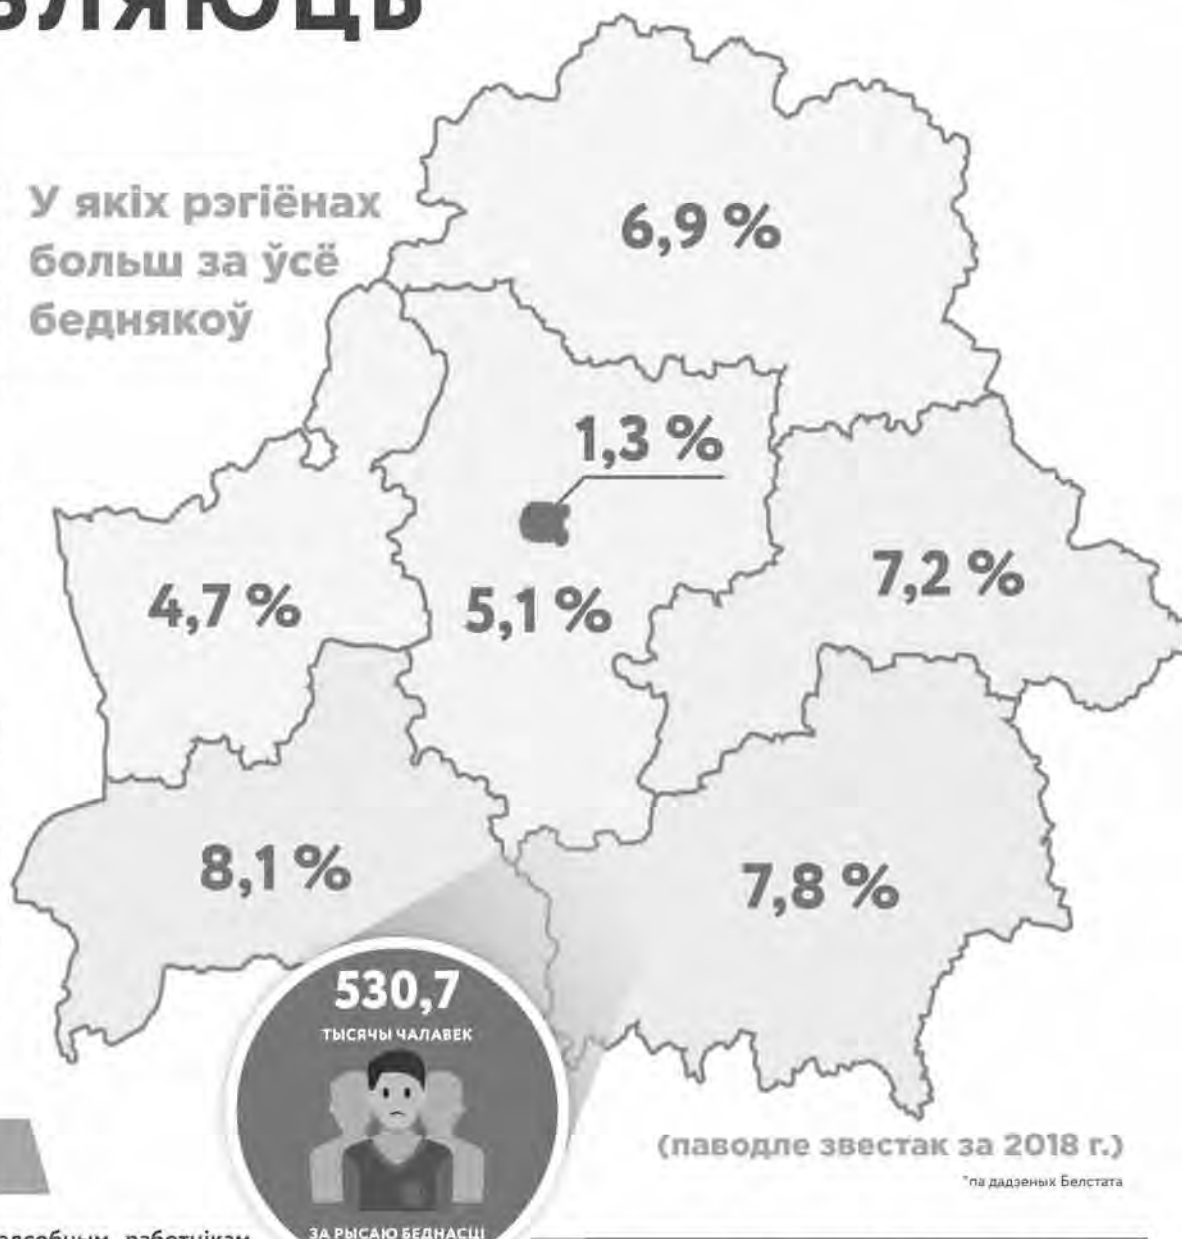 У якіх рэгіёнах
больш за ўсё
беднякоў
6,9 %
1,3 %
7,2 %
4,7 %
5,1 %
8,1 %
7,8 %
530,7
ТЫСЯЧЫ ЧАЛАВЕК
ЗА РЫСАЮ БЕДНАСЦІ
(паводле звестак за 2018 г.)
*па дадзеных Белстата
работнікам